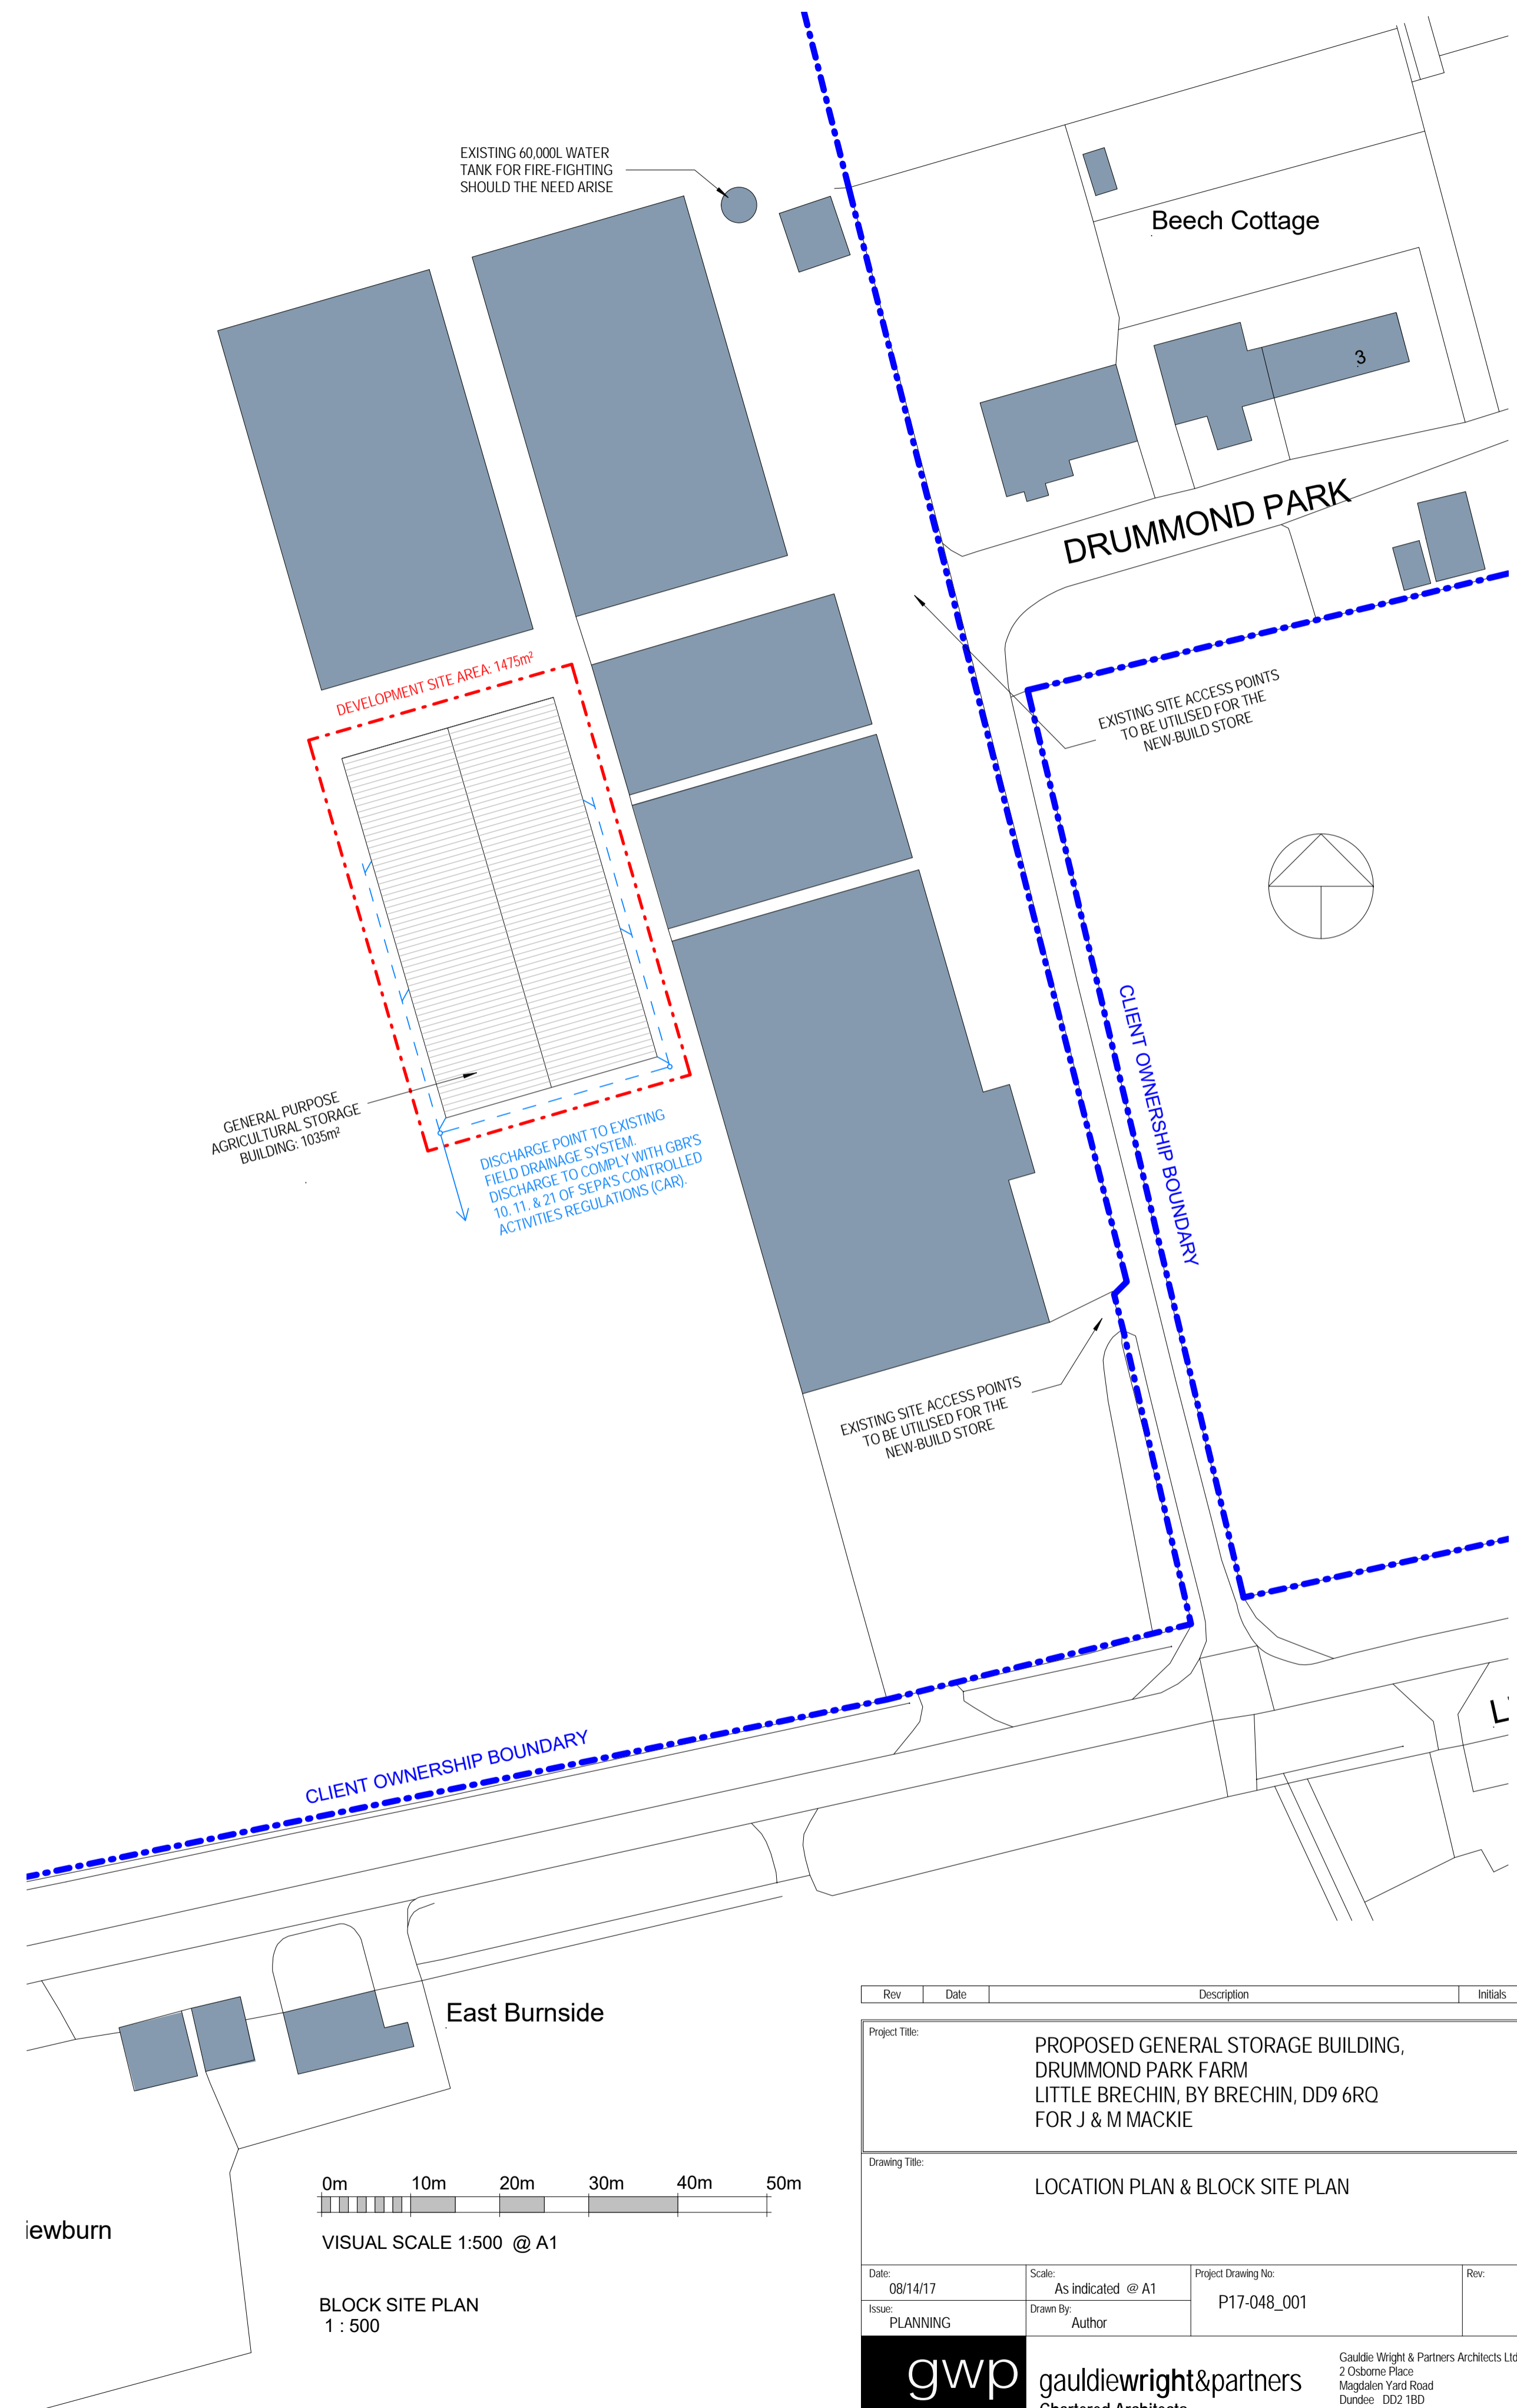 EXISTING 60,000L WATER
TANK FOR FIRE-FIGHTING
SHOULD THE NEED ARISE
Beech Cottage
3
DRUMMOND PARK
DEVELOPMENT SITE AREA: 1475m²
EXISTING SITE ACCESS POINTS
TO BE UTILISED FOR THE
NEW-BUILD STORE
CLIENT OWNERSHIP BOUNDARY
GENERAL PURPOSE
AGRICULTURAL STORAGE
BUILDING: 1035m²
DISCHARGE POINT TO EXISTING
FIELD DRAINAGE SYSTEM.
DISCHARGE TO COMPLY WITH GBR'S
10. 11. & 21 OF SEPA'S CONTROLLED
ACTIVITIES REGULATIONS (CAR).
EXISTING SITE ACCESS POINTS
TO BE UTILISED FOR THE
NEW-BUILD STORE
CLIENT OWNERSHIP BOUNDARY
East Burnside
iewburn
0m 10m 20m 30m 40m 50m
VISUAL SCALE 1:500 @ A1
BLOCK SITE PLAN
1 : 500
Rev Date Description Initials
Project Title:
PROPOSED GENERAL STORAGE BUILDING,
DRUMMOND PARK FARM
LITTLE BRECHIN, BY BRECHIN, DD9 6RQ
FOR J & M MACKIE
Drawing Title:
LOCATION PLAN & BLOCK SITE PLAN
Date:
08/14/17
Scale:
As indicated @ A1
Project Drawing No:
P17-048_001
Rev:
Issue:
PLANNING
Drawn By:
Author
gwp
gauldiewright&partners
Chartered Architects
Gauldie Wright & Partners Architects Ltd
2 Osborne Place
Magdalen Yard Road
Dundee DD2 1BD